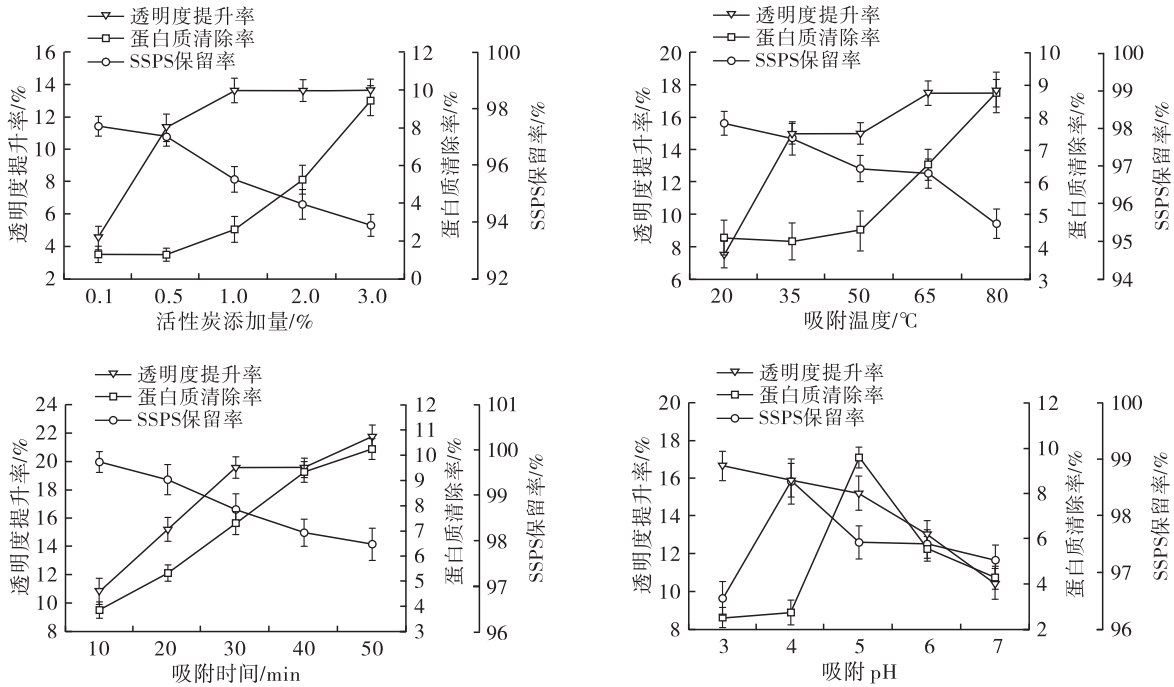 透明度提升率
蛋白质清除率
SSPS保留率
透明度提升率/%
16
14
12
10
8
6
4
2
12
10
8
6
4
2
0
蛋白质清除率/%
100
98
96
94
92
SSPS保留率/%
0.1 0.5 1.0 2.0 3.0
活性炭添加量/%
透明度提升率
蛋白质清除率
SSPS保留率
透明度提升率/%
20
18
16
14
12
10
8
6
10
9
8
7
6
5
4
3
蛋白质清除率/%
100
99
98
97
96
95
94
SSPS保留率/%
20 35 50 65 80
吸附温度/℃
透明度提升率
蛋白质清除率
SSPS保留率
透明度提升率/%
24
22
20
18
16
14
12
10
8
12
11
10
9
8
7
6
5
4
3
蛋白质清除率/%
101
100
99
98
97
96
SSPS保留率/%
10 20 30 40 50
吸附时间/min
透明度提升率
蛋白质清除率
SSPS保留率
透明度提升率/%
20
18
16
14
12
10
8
12
10
8
6
4
2
蛋白质清除率/%
100
99
98
97
96
SSPS保留率/%
3 4 5 6 7
吸附 pH